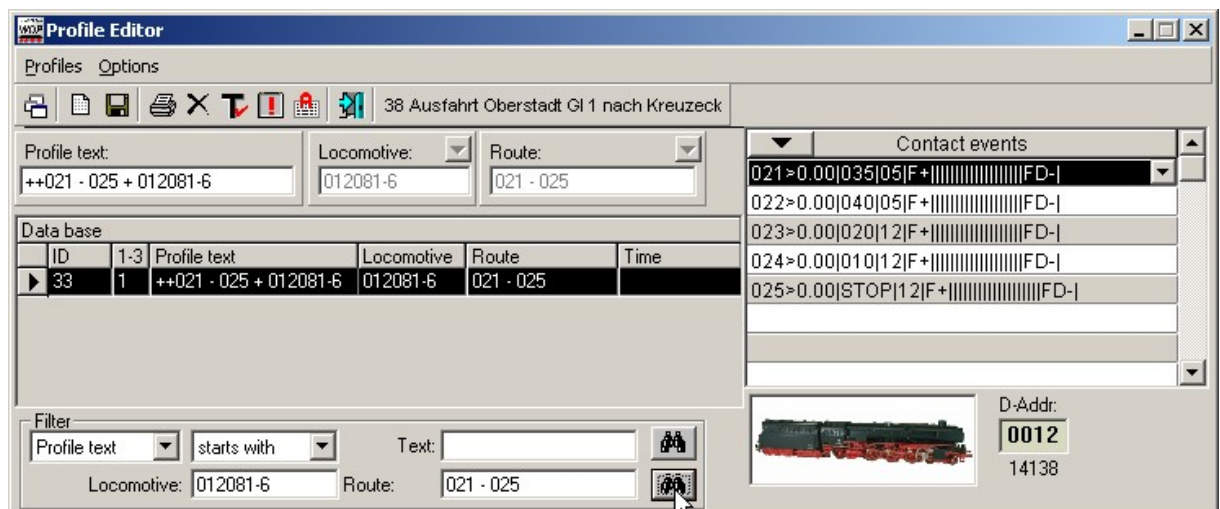 WDP Profile Editor
Profiles Options
38 Ausfahrt Oberstadt Gl 1 nach Kreuzeck
Profile text: Locomotive: Route:
++021 - 025 + 012081-6 012081-6 021 - 025
Data base
ID 1-3 Profile text Locomotive Route Time
33 1 ++021 - 025 + 012081-6 012081-6 021 - 025
Filter
Profile text starts with Text:
Locomotive: 012081-6 Route: 021 - 025
Contact events
021>0.00|035|05|F+|||||||||||||||||||FD-|
022>0.00|040|05|F+|||||||||||||||||||FD-|
023>0.00|020|12|F+|||||||||||||||||||FD-|
024>0.00|010|12|F+|||||||||||||||||||FD-|
025>0.00|STOP|12|F+|||||||||||||||||||FD-|
D-Addr:
0012
14138